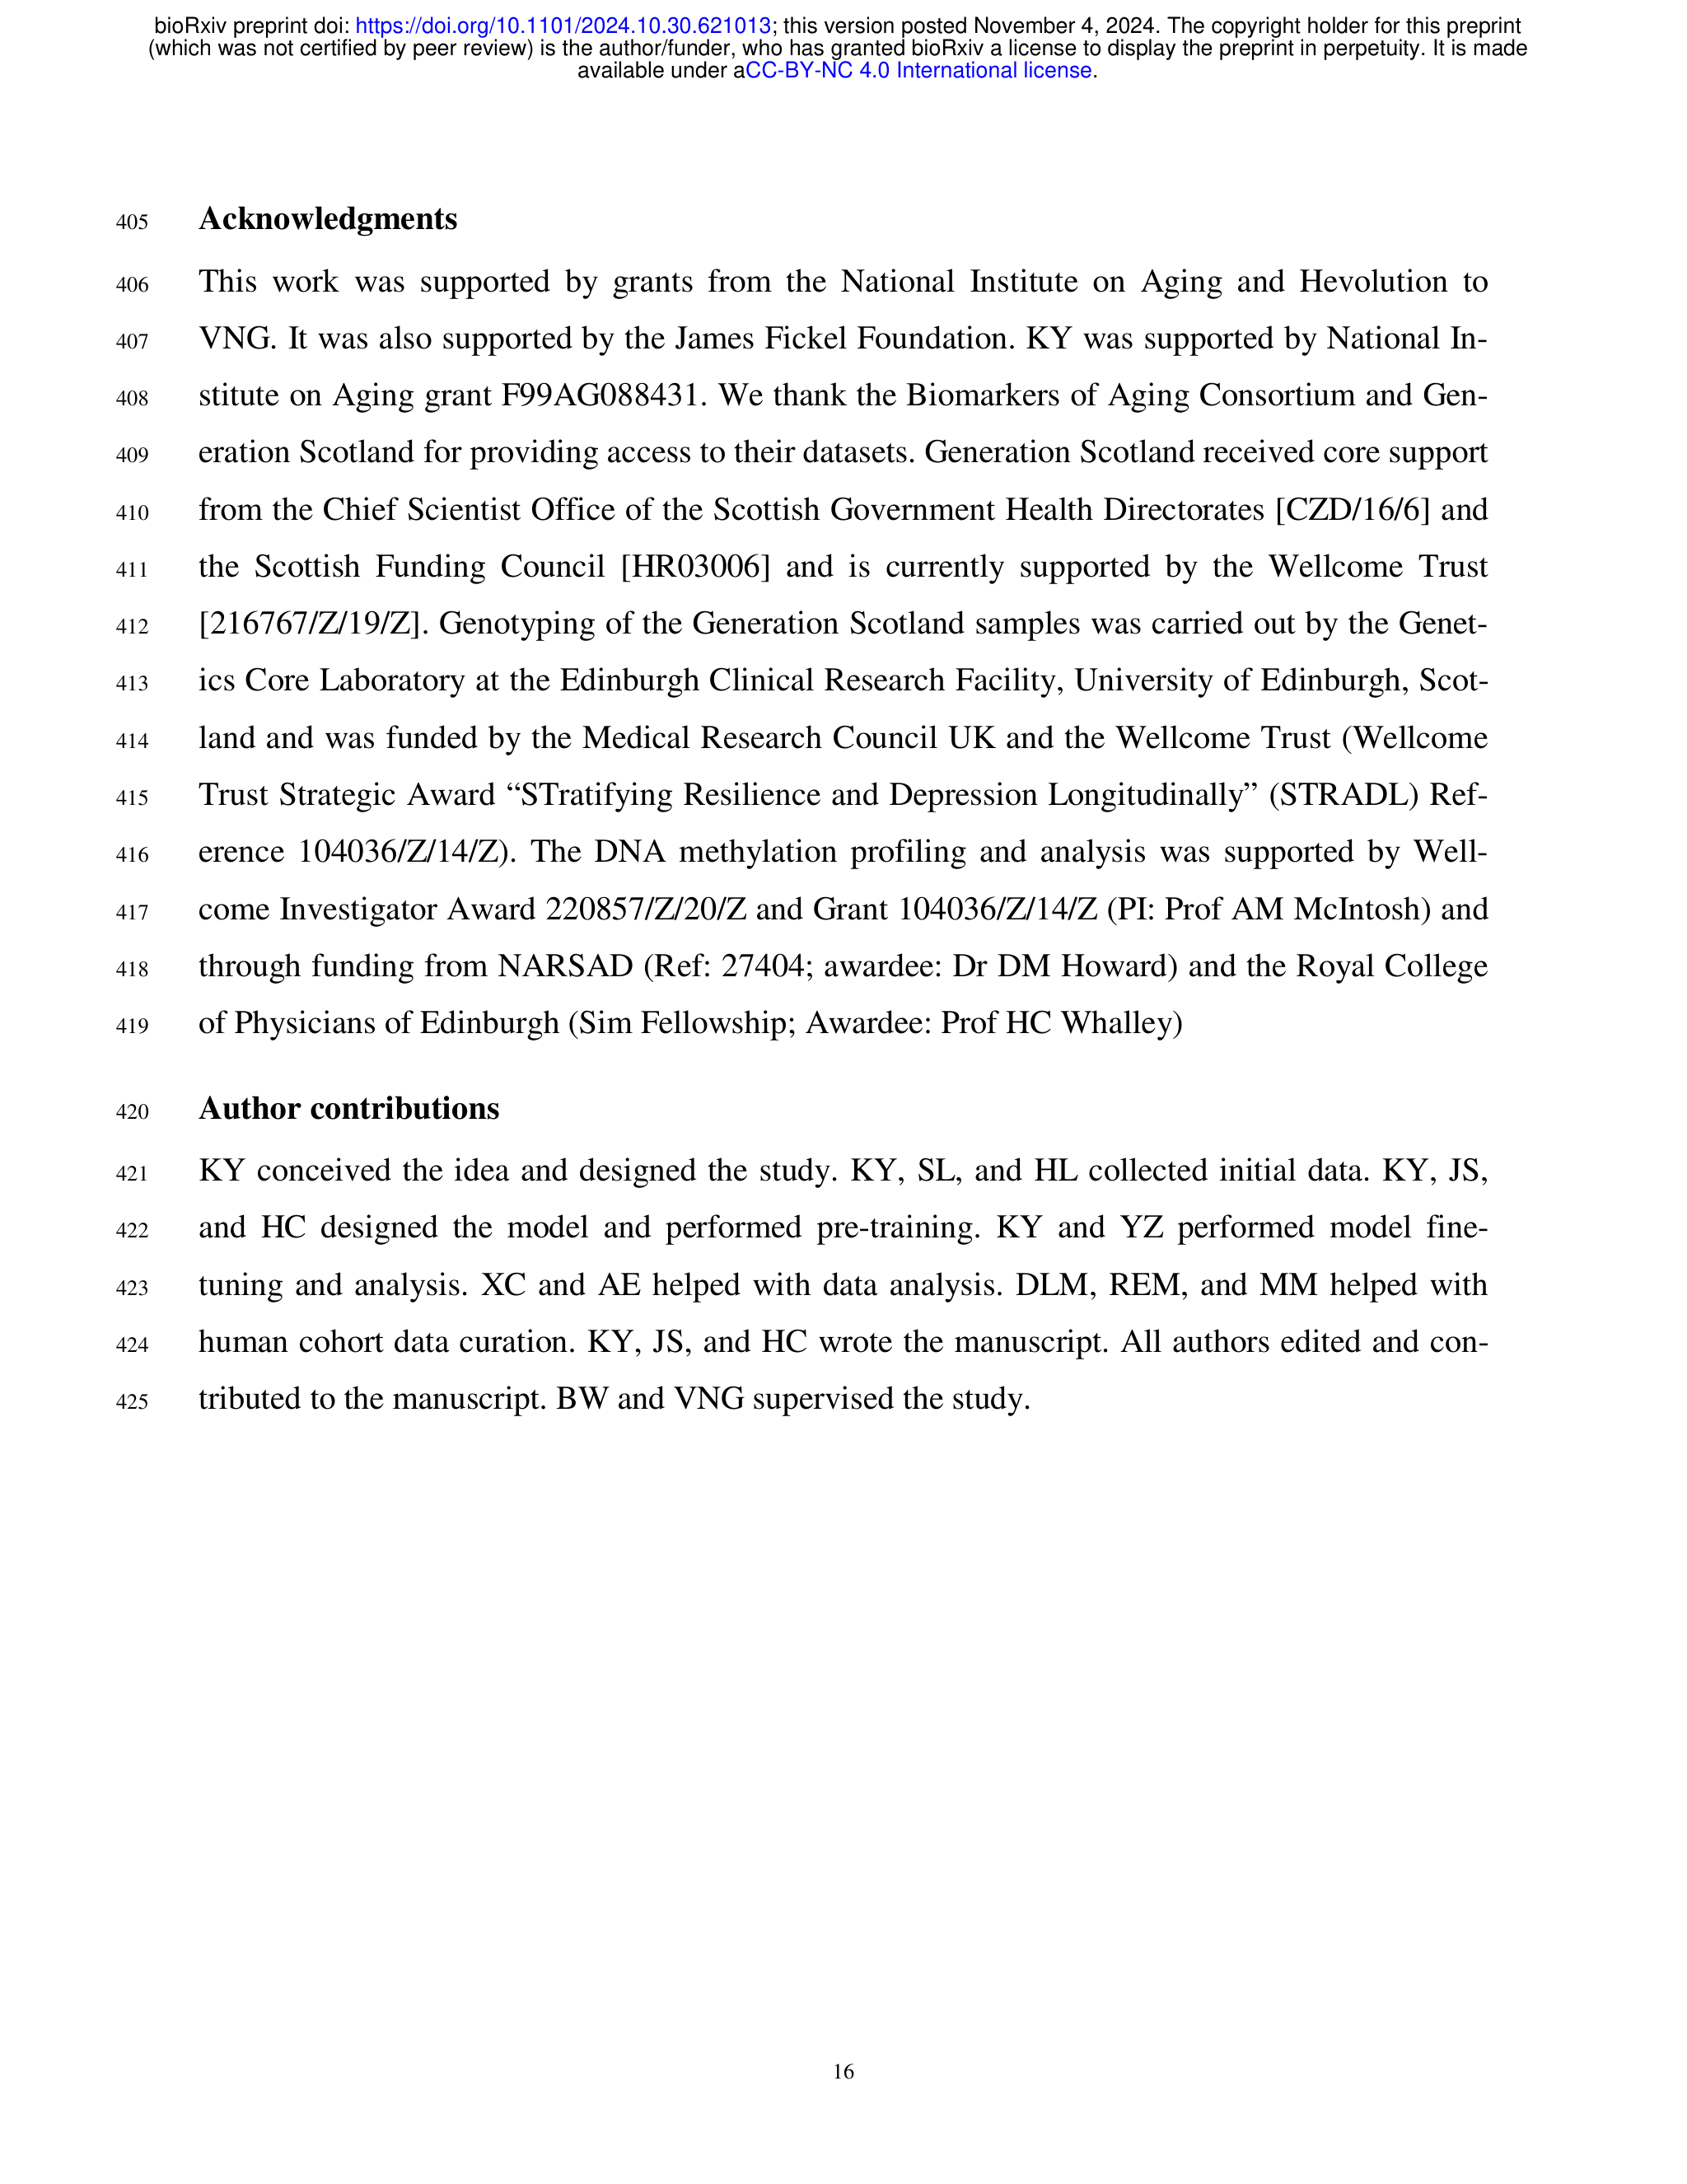 bioRxiv preprint doi: https://doi.org/10.1101/2024.10.30.621013; this version posted November 4, 2024. The copyright holder for this preprint
(which was not certified by peer review) is the author/funder, who has granted bioRxiv a license to display the preprint in perpetuity. It is made
available under aCC-BY-NC 4.0 International license.
405 Acknowledgments
406 This work was supported by grants from the National Institute on Aging and Hevolution to
407 VNG. It was also supported by the James Fickel Foundation. KY was supported by National In-
408 stitute on Aging grant F99AG088431. We thank the Biomarkers of Aging Consortium and Gen-
409 eration Scotland for providing access to their datasets. Generation Scotland received core support
410 from the Chief Scientist Office of the Scottish Government Health Directorates [CZD/16/6] and
411 the Scottish Funding Council [HR03006] and is currently supported by the Wellcome Trust
412 [216767/Z/19/Z]. Genotyping of the Generation Scotland samples was carried out by the Genet-
413 ics Core Laboratory at the Edinburgh Clinical Research Facility, University of Edinburgh, Scot-
414 land and was funded by the Medical Research Council UK and the Wellcome Trust (Wellcome
415 Trust Strategic Award “STratifying Resilience and Depression Longitudinally” (STRADL) Ref-
416 erence 104036/Z/14/Z). The DNA methylation profiling and analysis was supported by Well-
417 come Investigator Award 220857/Z/20/Z and Grant 104036/Z/14/Z (PI: Prof AM McIntosh) and
418 through funding from NARSAD (Ref: 27404; awardee: Dr DM Howard) and the Royal College
419 of Physicians of Edinburgh (Sim Fellowship; Awardee: Prof HC Whalley)
420 Author contributions
421 KY conceived the idea and designed the study. KY, SL, and HL collected initial data. KY, JS,
422 and HC designed the model and performed pre-training. KY and YZ performed model fine-
423 tuning and analysis. XC and AE helped with data analysis. DLM, REM, and MM helped with
424 human cohort data curation. KY, JS, and HC wrote the manuscript. All authors edited and con-
425 tributed to the manuscript. BW and VNG supervised the study.
16